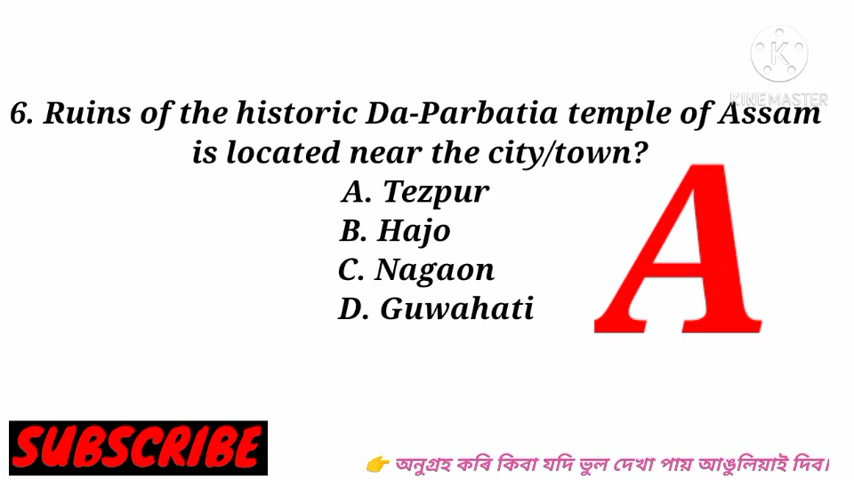 KINEMASTER
6. Ruins of the historic Da-Parbatia temple of Assam
is located near the city/town?
A. Tezpur
B. Hajo
C. Nagaon
D. Guwahati
A
SUBSCRIBE
👉 অনুগ্ৰহ কৰি কিবা যদি ভুল দেখা পায় আঙুলিয়াই দিব।